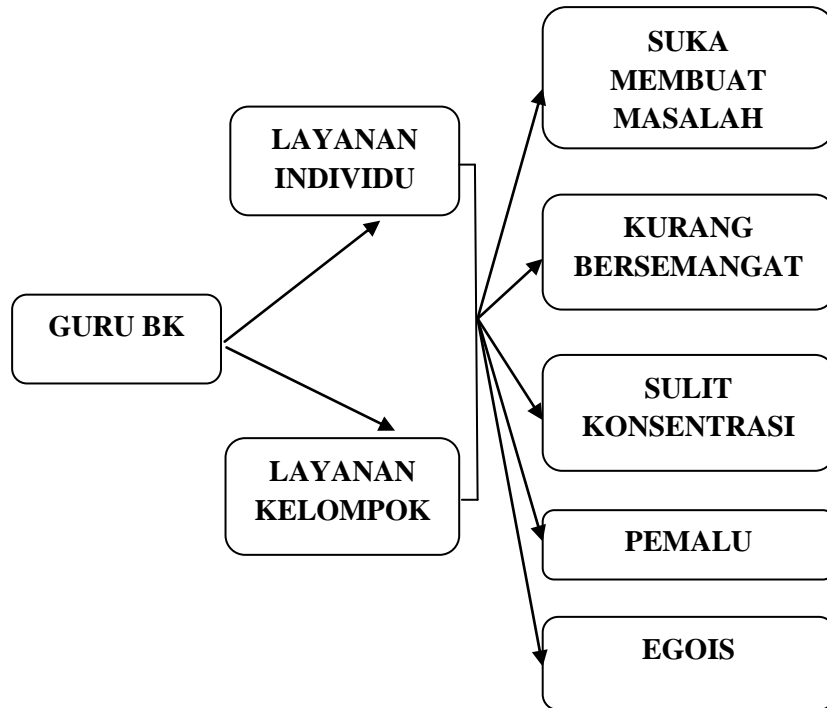 GURU BK
LAYANAN
INDIVIDU
LAYANAN
KELOMPOK
SUKA
MEMBUAT
MASALAH
KURANG
BERSEMANGAT
SULIT
KONSENTRASI
PEMALU
EGOIS